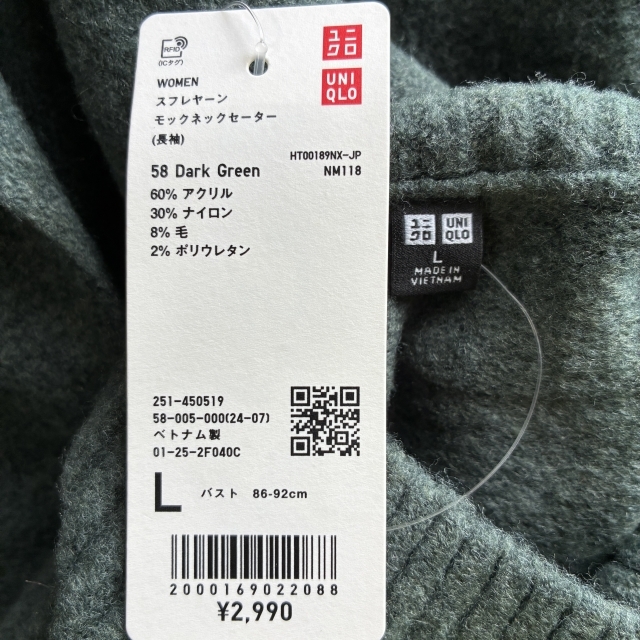 RFID
(ICタグ)
ユニ
クロ
UNI
QLO
WOMEN
スフレヤーン
モックネックセーター
(長袖)
HT00189NX-JP
58 Dark Green
NM118
60% アクリル
30% ナイロン
8% 毛
2% ポリウレタン
251-450519
58-005-000(24-07)
ベトナム製
01-25-2F040C
L バスト 86-92cm
2000169022088
¥2,990
ユニ
クロ
UNI
QLO
L
MADE IN
VIETNAM